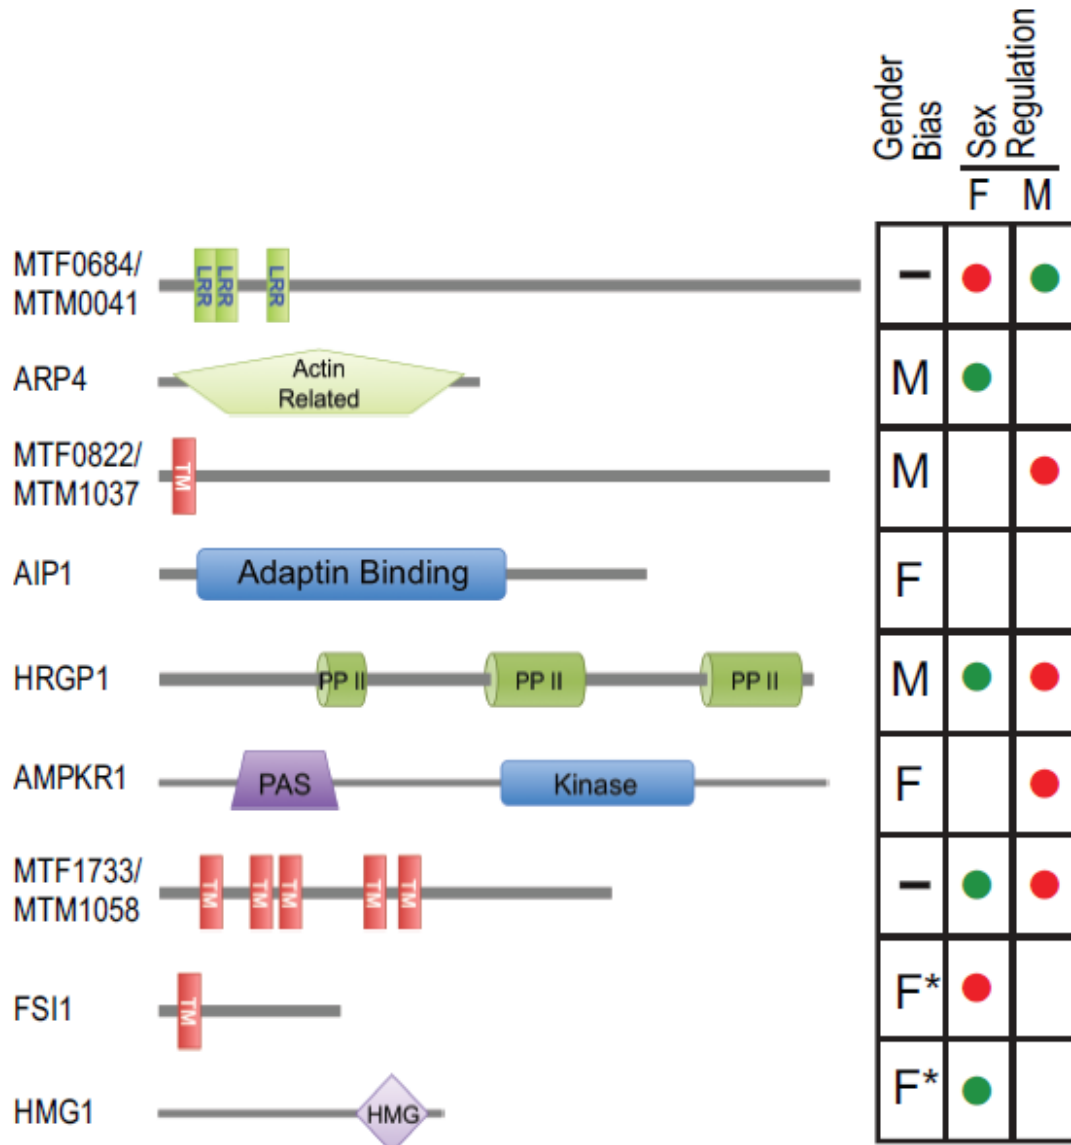 Gender
Bias
Sex
Regulation
F M
MTF0684/
MTM0041
LRR LRR LRR
–
ARP4
Actin
Related
M
MTF0822/
MTM1037
TM
M
AIP1
Adaptin Binding
F
HRGP1
PP II PP II PP II
M
AMPKR1
PAS Kinase
F
MTF1733/
MTM1058
TM TM TM TM TM
–
FSI1
TM
F*
HMG1
HMG
F*